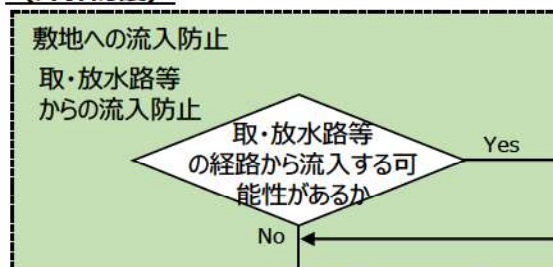 敷地への流入防止
取・放水路等
からの流入防止
取・放水路等
の経路から流入する可
能性があるか
Yes
No